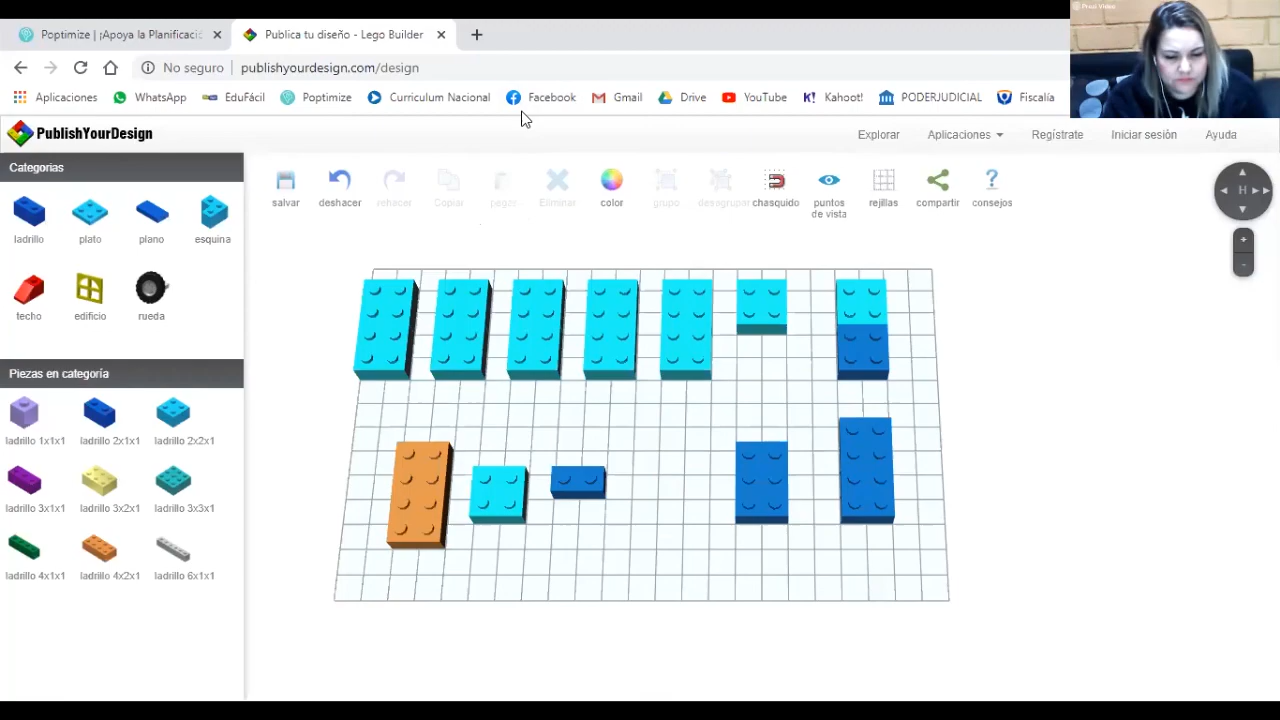 Prezi Video
Poptimize | ¡Apoya la Planificació
Publica tu diseño - Lego Builder
No seguro
publishyourdesign.com/design
Aplicaciones
WhatsApp
EduFácil
Poptimize
Curriculum Nacional
Facebook
Gmail
Drive
YouTube
Kahoot!
PODERJUDICIAL
Fiscalía
PublishYourDesign
Explorar
Aplicaciones
Regístrate
Iniciar sesión
Ayuda
Categorias
ladrillo
plato
plano
esquina
techo
edificio
rueda
salvar
deshacer
rehacer
Copiar
pegar
Eliminar
color
grupo
desagrupar
chasquido
puntos
de vista
rejillas
compartir
consejos
H
+
-
Piezas en categoría
ladrillo 1x1x1
ladrillo 2x1x1
ladrillo 2x2x1
ladrillo 3x1x1
ladrillo 3x2x1
ladrillo 3x3x1
ladrillo 4x1x1
ladrillo 4x2x1
ladrillo 6x1x1